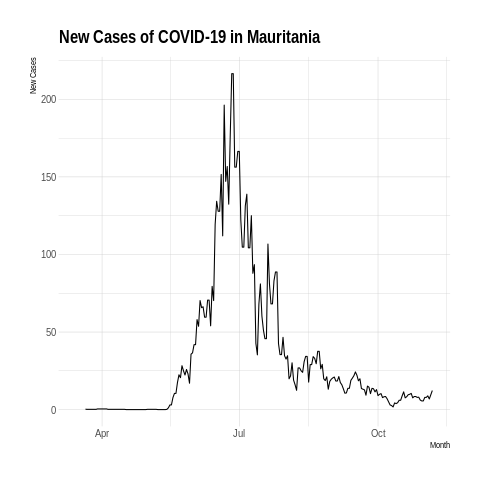 New Cases of COVID-19 in Mauritania
New Cases
200
150
100
50
0
Apr
Jul
Oct
Month